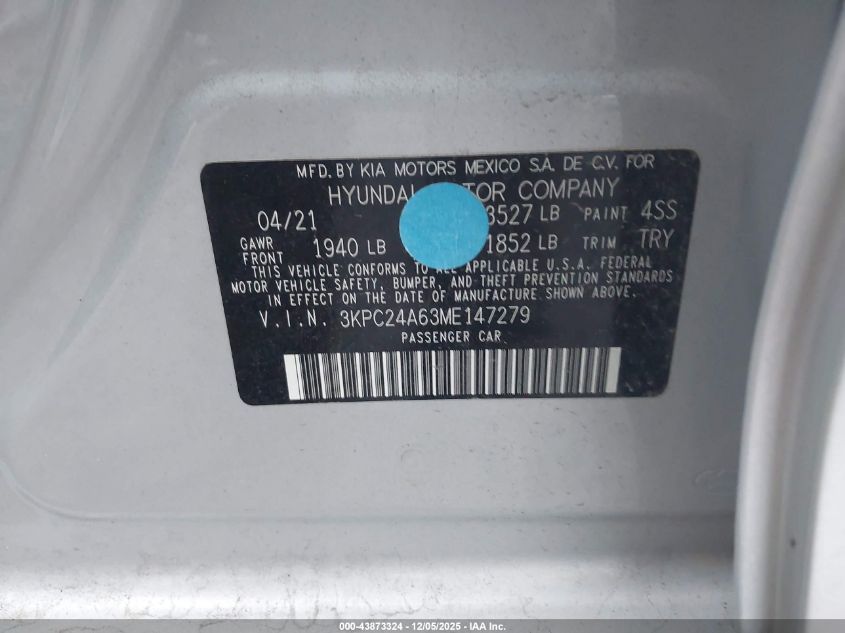 MFD. BY KIA MOTORS MEXICO S.A. DE C.V. FOR
HYUNDAI MOTOR COMPANY
04/21 3527 LB PAINT 4SS
GAWR FRONT 1940 LB 1852 LB TRIM TRY
THIS VEHICLE CONFORMS TO ALL APPLICABLE U.S.A. FEDERAL
MOTOR VEHICLE SAFETY, BUMPER, AND THEFT PREVENTION STANDARDS
IN EFFECT ON THE DATE OF MANUFACTURE SHOWN ABOVE.
V.I.N. 3KPC24A63ME147279
PASSENGER CAR
000-43873324 - 12/05/2025 - IAA Inc.